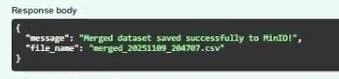 Response body
{
"message": "Merged dataset saved successfully to MinIO!",
"file_name": "merged_20251109_204707.csv"
}